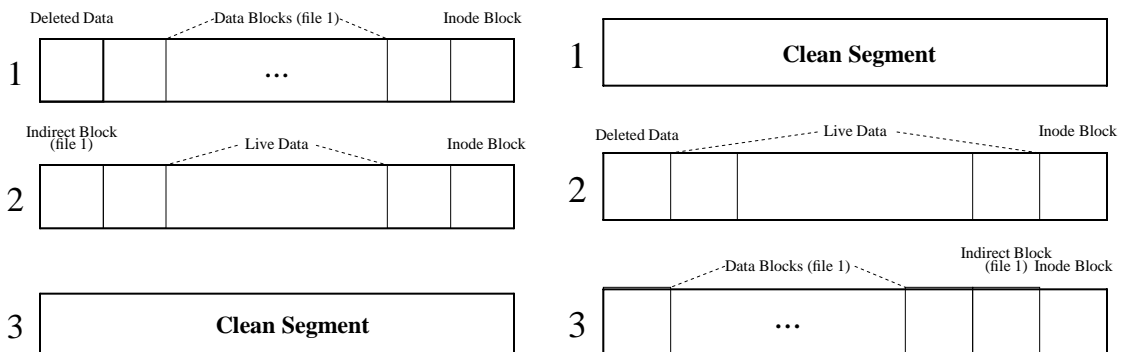 Deleted Data Data Blocks (file 1) Inode Block
1 ...
Indirect Block
(file 1) Live Data Inode Block
2
3 Clean Segment
1 Clean Segment
Deleted Data Live Data Inode Block
2
Indirect Block
Data Blocks (file 1) (file 1) Inode Block
3 ...